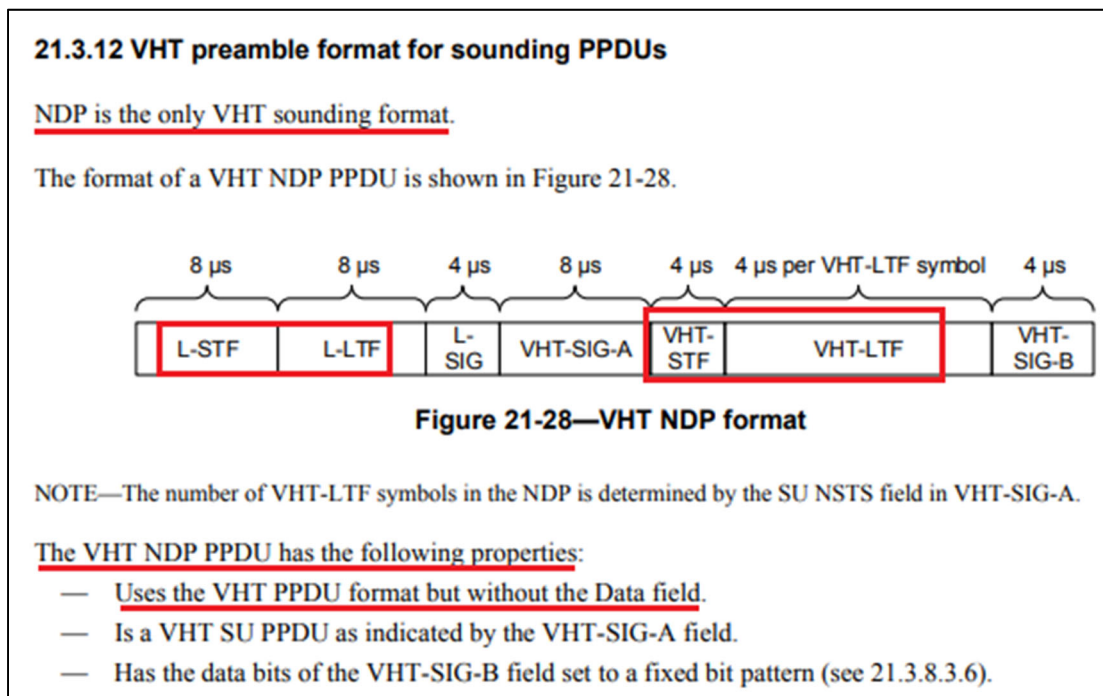 21.3.12 VHT preamble format for sounding PPDUs
NDP is the only VHT sounding format.
The format of a VHT NDP PPDU is shown in Figure 21-28.
8 µs 8 µs 4 µs 8 µs 4 µs 4 µs per VHT-LTF symbol 4 µs
L-STF L-LTF L-SIG VHT-SIG-A VHT-STF VHT-LTF VHT-SIG-B
Figure 21-28—VHT NDP format
NOTE—The number of VHT-LTF symbols in the NDP is determined by the SU NSTS field in VHT-SIG-A.
The VHT NDP PPDU has the following properties:
— Uses the VHT PPDU format but without the Data field.
— Is a VHT SU PPDU as indicated by the VHT-SIG-A field.
— Has the data bits of the VHT-SIG-B field set to a fixed bit pattern (see 21.3.8.3.6).